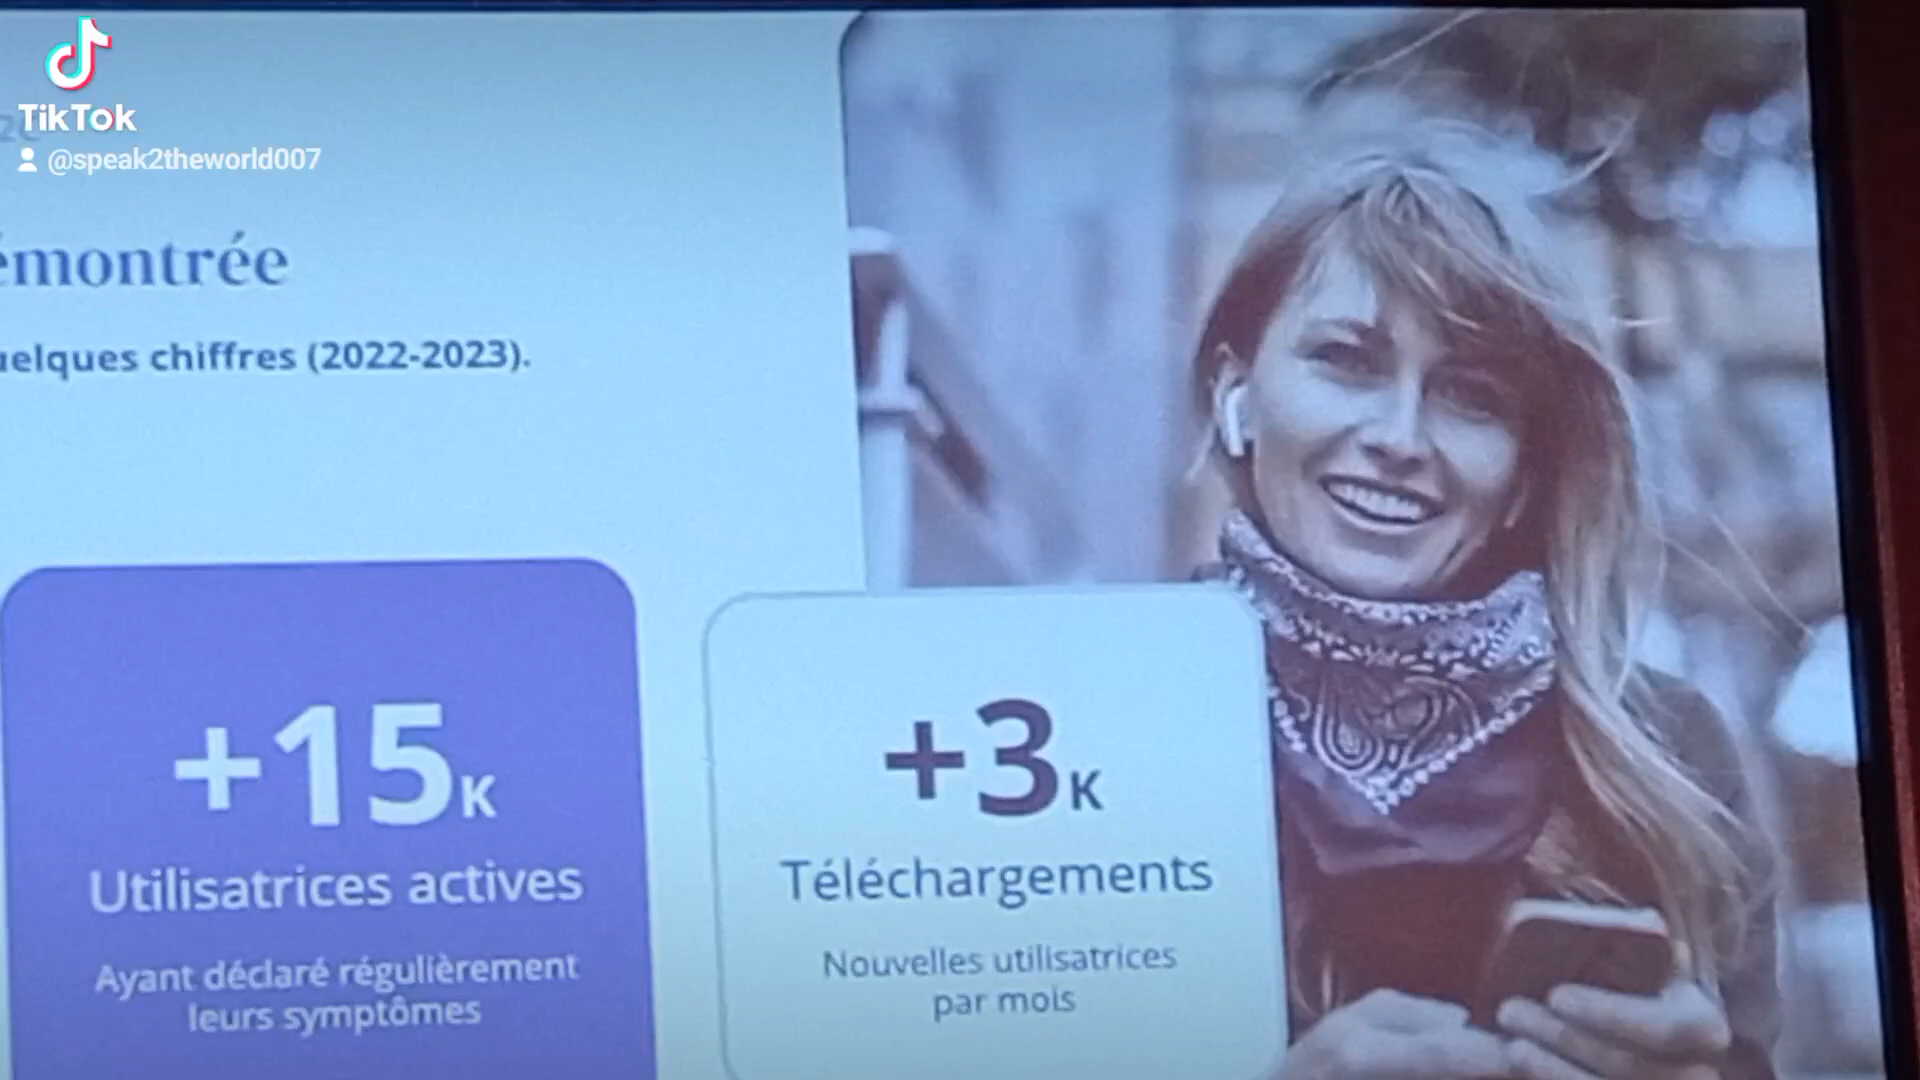 TikTok
@speak2theworld007
émontrée
uelques chiffres (2022-2023).
+15K
Utilisatrices actives
Ayant déclaré régulièrement
leurs symptômes
+3K
Téléchargements
Nouvelles utilisatrices
par mois